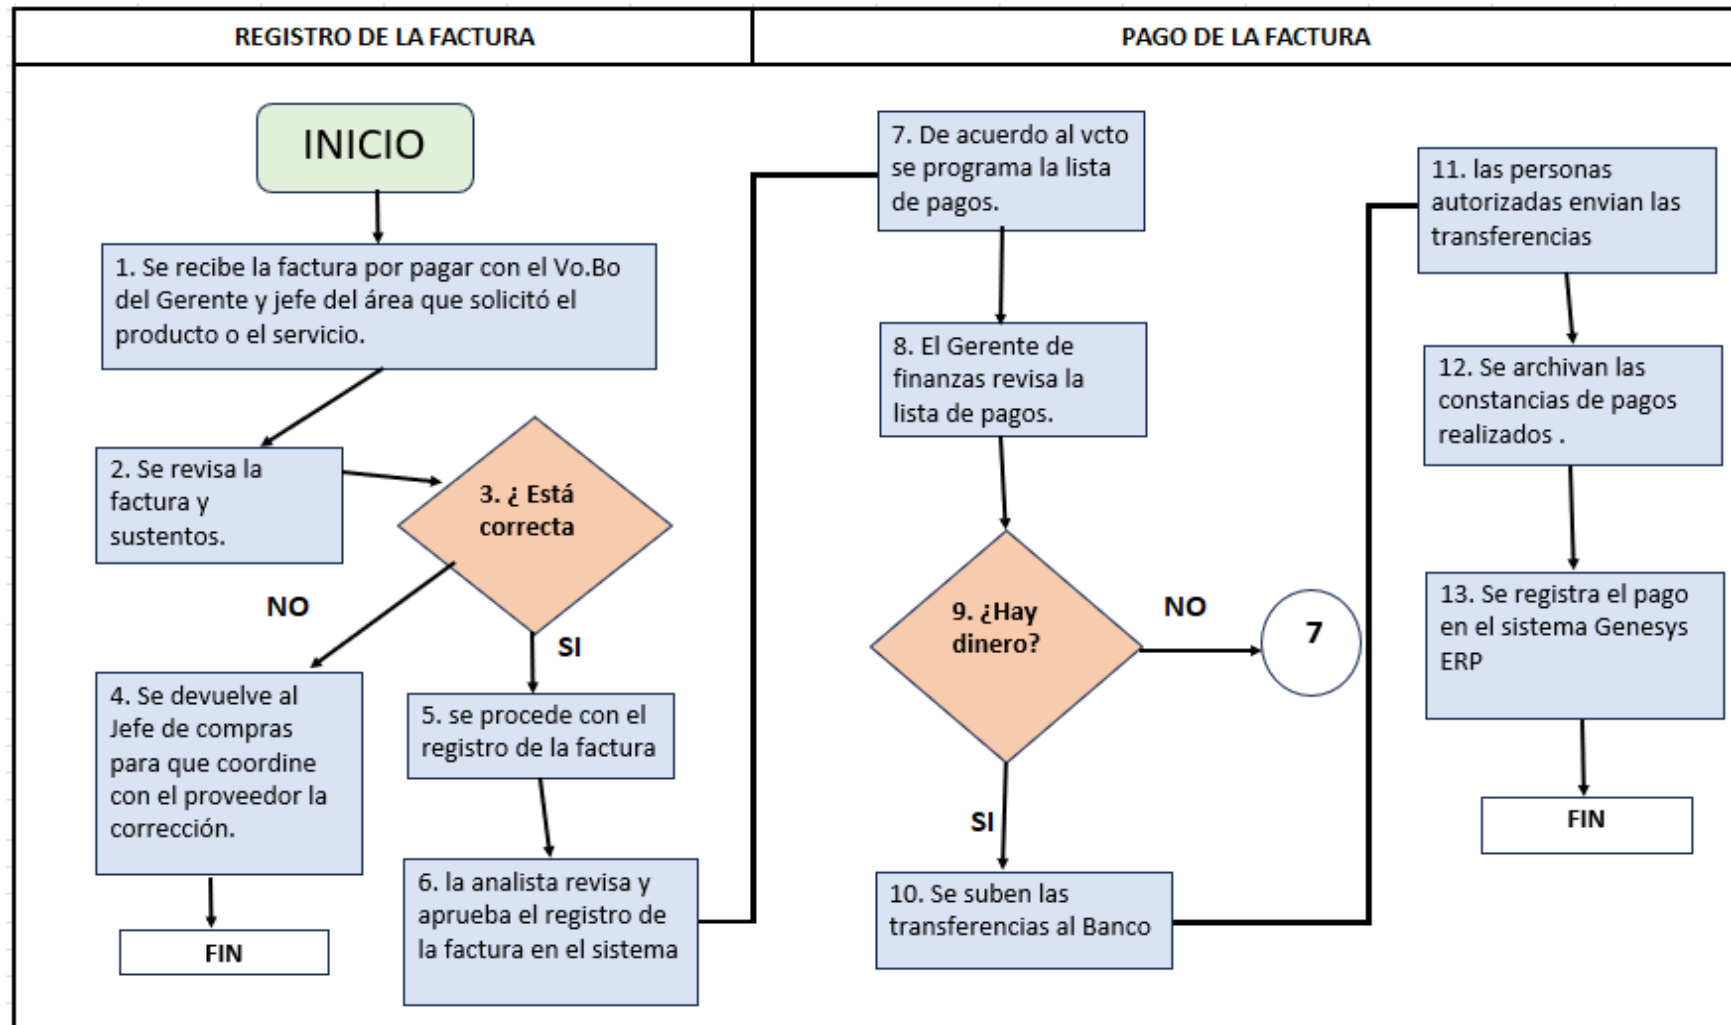 REGISTRO DE LA FACTURA
PAGO DE LA FACTURA
INICIO
1. Se recibe la factura por pagar con el Vo.Bo
del Gerente y jefe del área que solicitó el
producto o el servicio.
2. Se revisa la
factura y
sustentos.
3. ¿ Está
correcta
NO
SI
4. Se devuelve al
Jefe de compras
para que coordine
con el proveedor la
corrección.
FIN
5. se procede con el
registro de la factura
6. la analista revisa y
aprueba el registro de
la factura en el sistema
7. De acuerdo al vcto
se programa la lista
de pagos.
8. El Gerente de
finanzas revisa la
lista de pagos.
9. ¿Hay
dinero?
NO
7
SI
10. Se suben las
transferencias al Banco
11. las personas
autorizadas envian las
transferencias
12. Se archivan las
constancias de pagos
realizados .
13. Se registra el pago
en el sistema Genesys
ERP
FIN